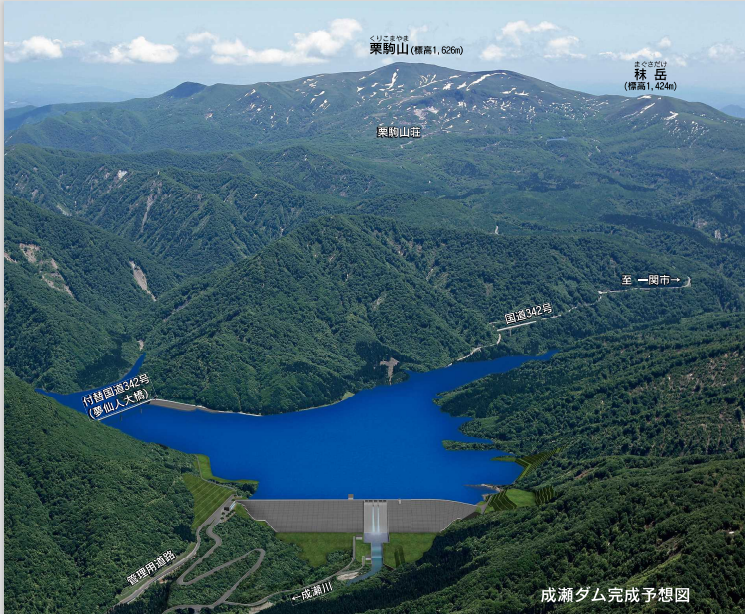 くりこまやま
栗駒山(標高1,626m)
まぐさだけ
秣 岳
(標高1,424m)
栗駒山荘
至 一関市→
国道342号
付替国道342号
(夢仙人大橋)
管理用道路
←成瀬川
成瀬ダム完成予想図